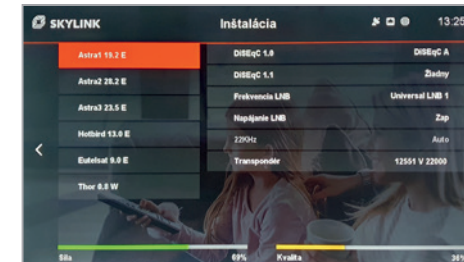 SKYLINK
Inštalácia
13:25
Astra1 19.2 E
Astra2 28.2 E
Astra3 23.5 E
Hotbird 13.0 E
Eutelsat 9.0 E
Thor 0.8 W
DiSEqC 1.0 DiSEqC A
DiSEqC 1.1 Žiadny
Frekvencia LNB Universal LNB 1
Napájanie LNB Zap
22KHz Auto
Transpondér 12551 V 22000
Sila 69%
Kvalita 36%